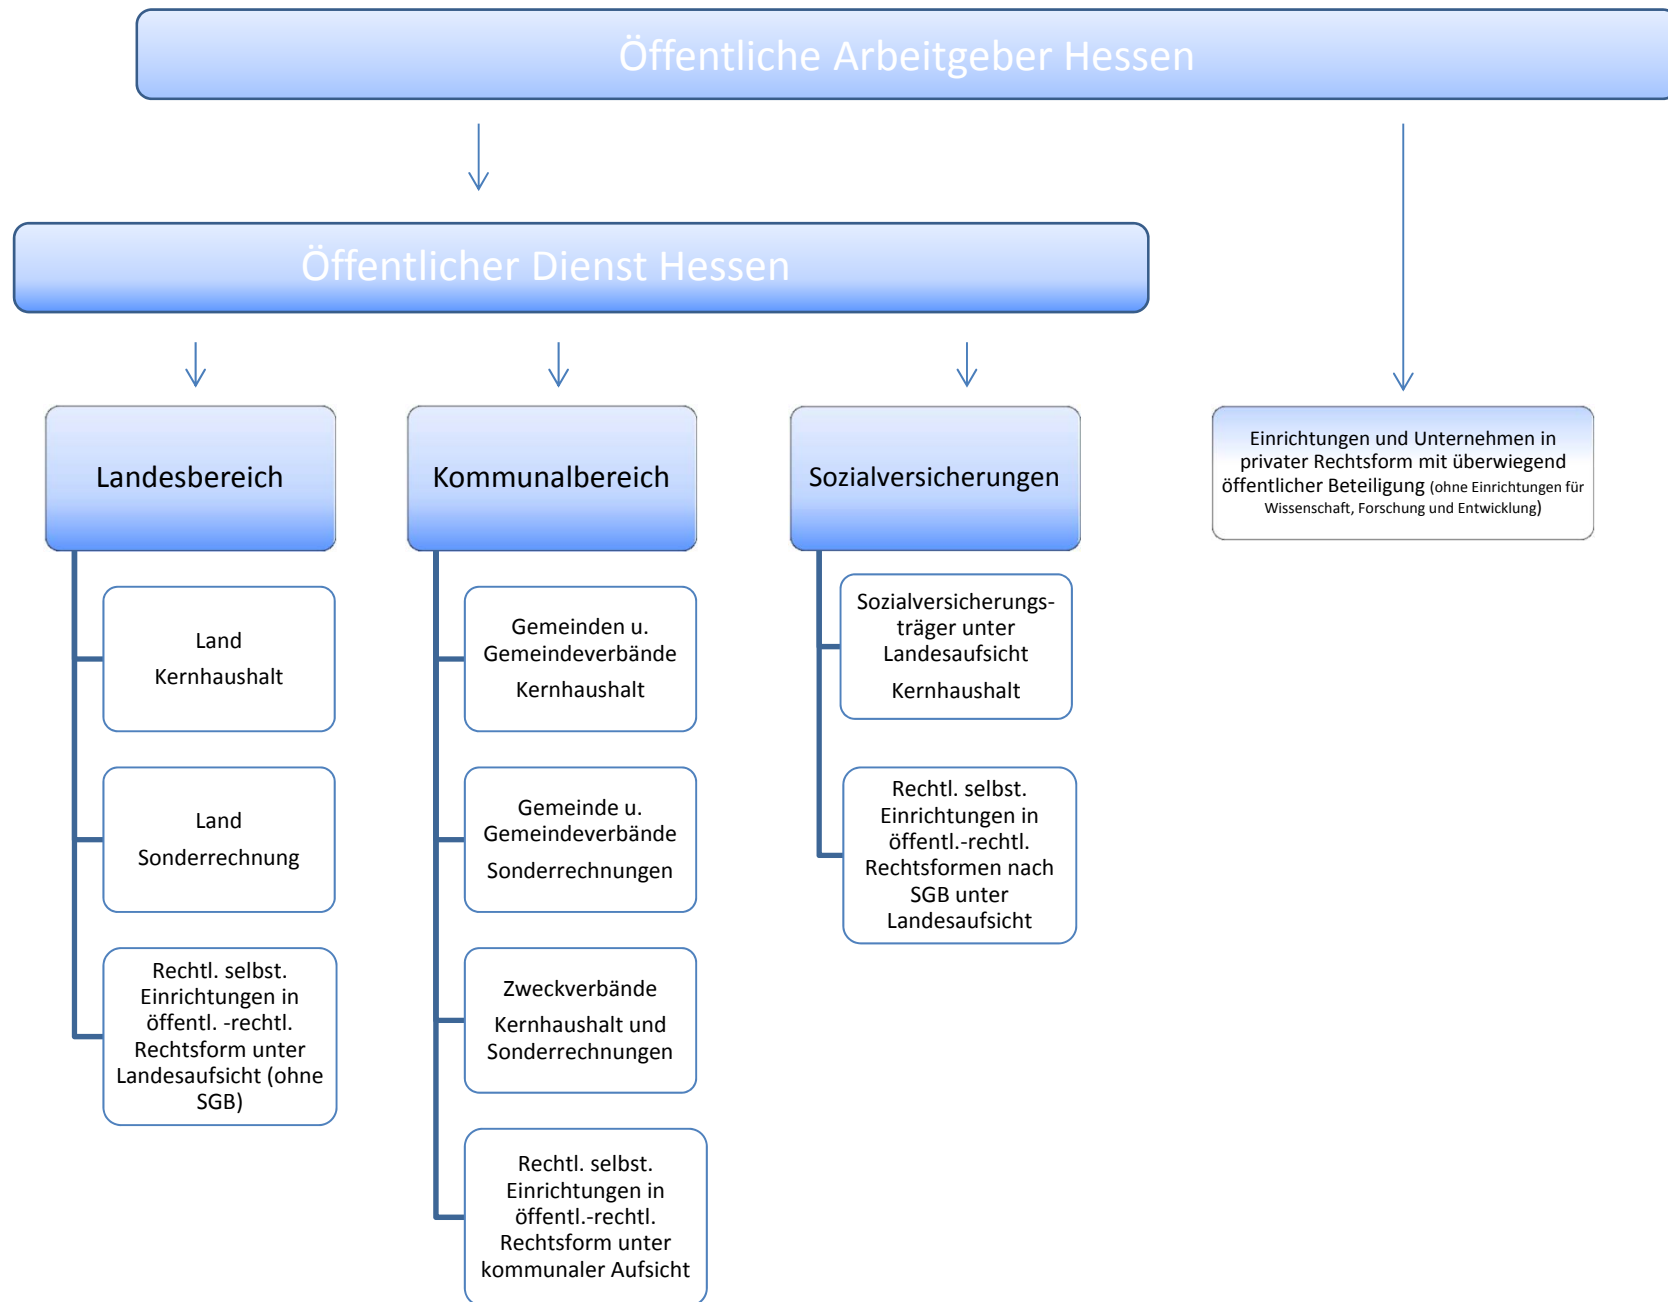 Öffentliche Arbeitgeber Hessen
Öffentlicher Dienst Hessen
Landesbereich
Land
Kernhaushalt
Land
Sonderrechnung
Rechtl. selbst.
Einrichtungen in
öffentl. -rechtl.
Rechtsform unter
Landesaufsicht (ohne
SGB)
Kommunalbereich
Gemeinden u.
Gemeindeverbände
Kernhaushalt
Gemeinde u.
Gemeindeverbände
Sonderrechnungen
Zweckverbände
Kernhaushalt und
Sonderrechnungen
Rechtl. selbst.
Einrichtungen in
öffentl.-rechtl.
Rechtsform unter
kommunaler Aufsicht
Sozialversicherungen
Sozialversicherungs-
träger unter
Landesaufsicht
Kernhaushalt
Rechtl. selbst.
Einrichtungen in
öffentl.-rechtl.
Rechtsformen nach
SGB unter
Landesaufsicht
Einrichtungen und Unternehmen in
privater Rechtsform mit überwiegend
öffentlicher Beteiligung (ohne Einrichtungen für
Wissenschaft, Forschung und Entwicklung)